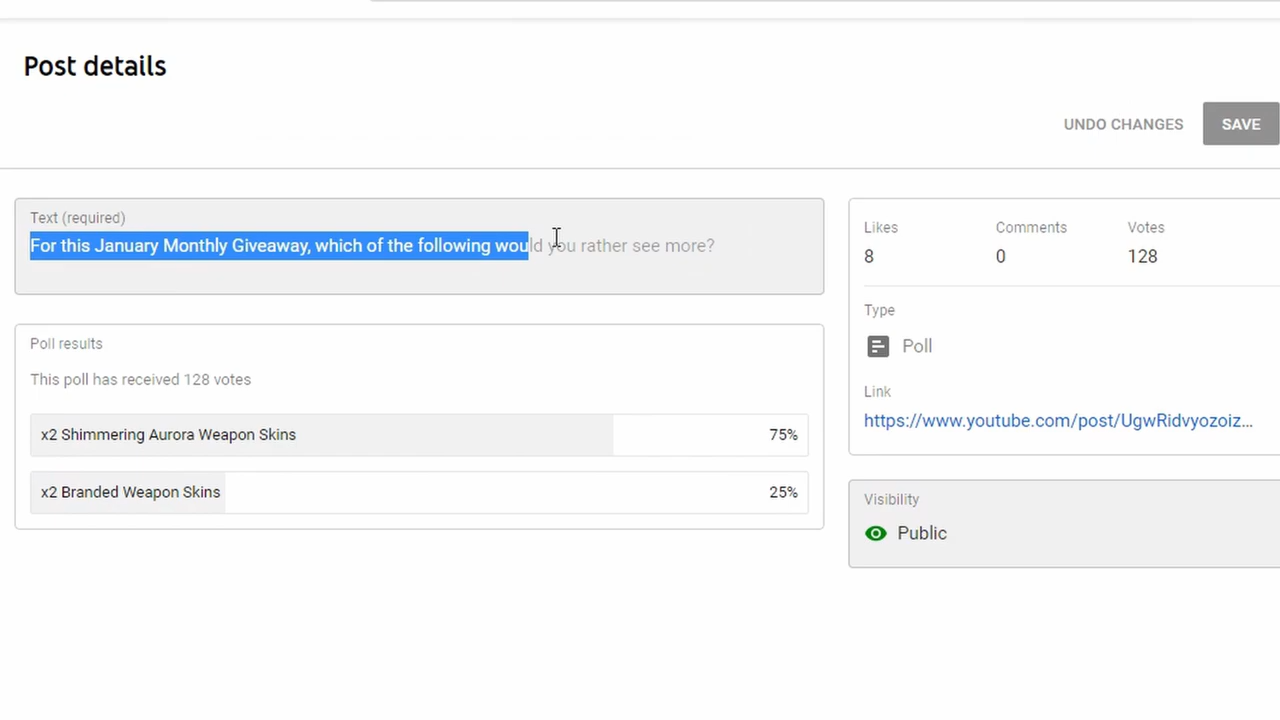 Post details
UNDO CHANGES
SAVE
Text (required)
For this January Monthly Giveaway, which of the following would you rather see more?
Poll results
This poll has received 128 votes
x2 Shimmering Aurora Weapon Skins 75%
x2 Branded Weapon Skins 25%
Likes Comments Votes
8 0 128
Type
Poll
Link
https://www.youtube.com/post/UgwRidvyozoiz...
Visibility
Public